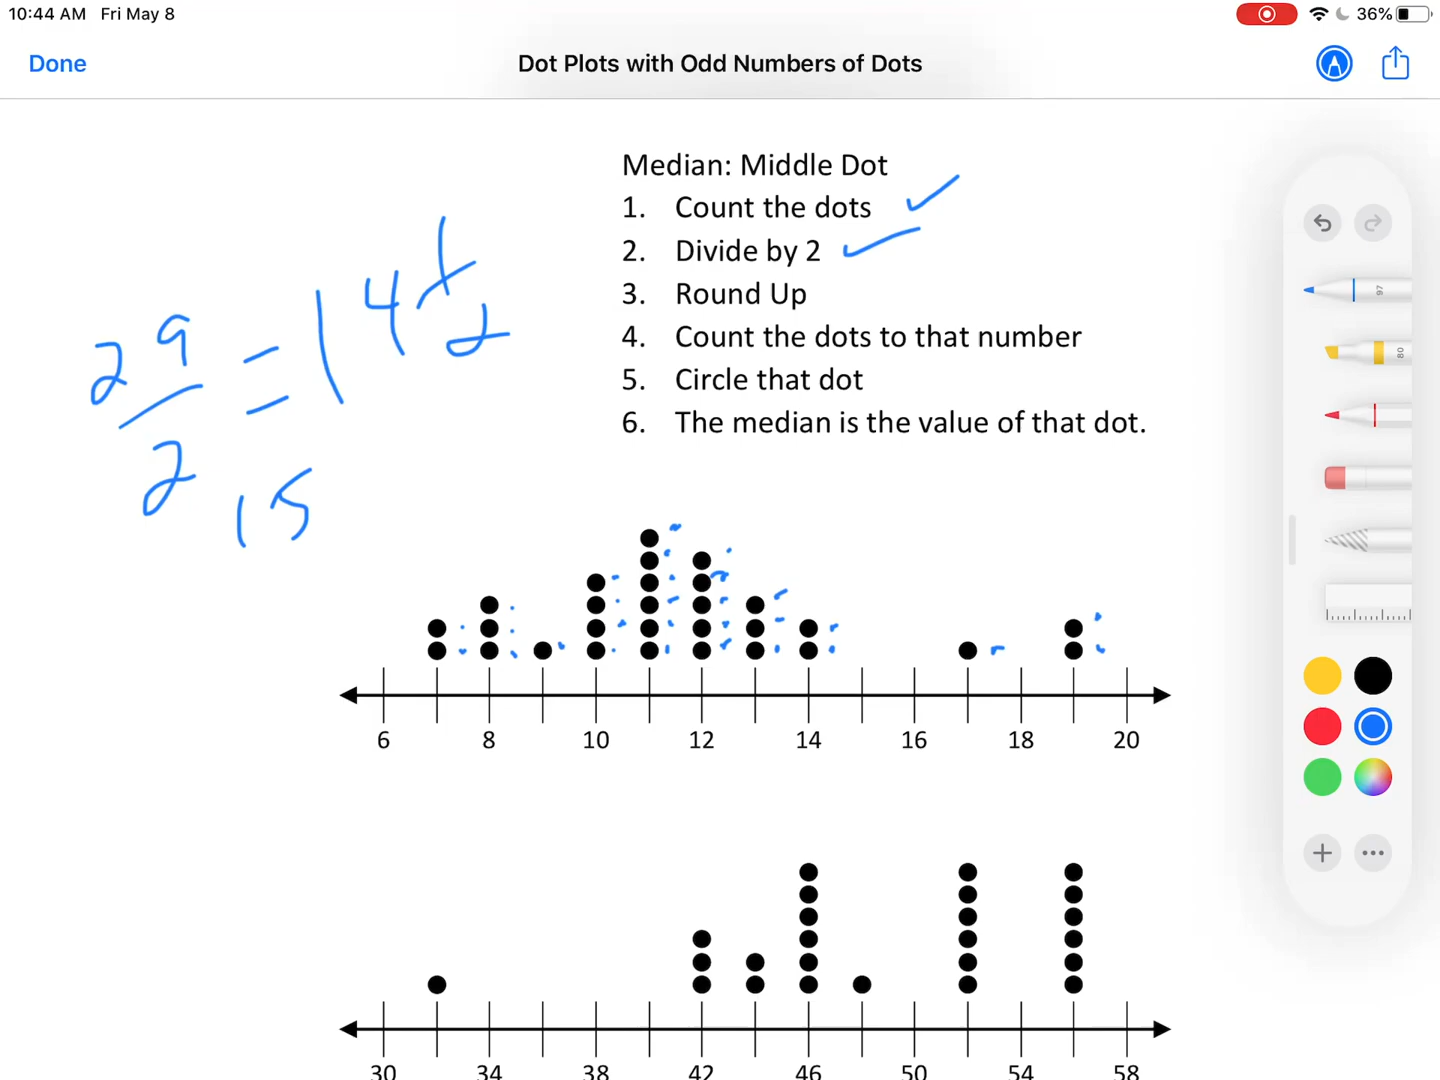 10:44 AM Fri May 8
36%
Done
Dot Plots with Odd Numbers of Dots
Median: Middle Dot
1. Count the dots
2. Divide by 2
3. Round Up
4. Count the dots to that number
5. Circle that dot
6. The median is the value of that dot.
29/2 = 14 1/2
15
97
80
6 8 10 12 14 16 18 20
30 34 38 42 46 50 54 58